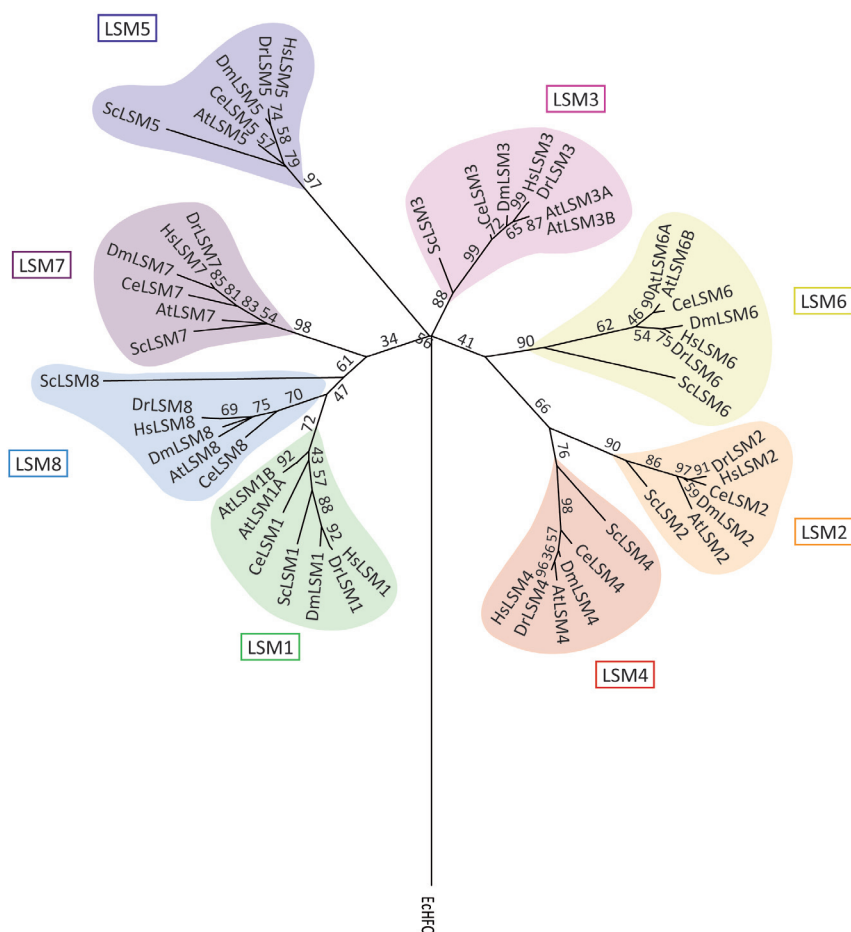 LSM5
HsLSM5
DrLSM5
DmLSM5
CeLSM5
AtLSM5
ScLSM5
74
58
57
79
97
LSM3
ScLSM3
CeLSM3
DmLSM3
HsLSM3
DrLSM3
AtLSM3A
AtLSM3B
99
72
65
87
99
88
LSM7
DrLSM7
HsLSM7
DmLSM7
CeLSM7
AtLSM7
ScLSM7
85
81
83
54
98
LSM6
AtLSM6A
AtLSM6B
CeLSM6
DmLSM6
HsLSM6
DrLSM6
ScLSM6
90
46
62
54
75
90
34
56
41
61
47
66
LSM8
ScLSM8
DrLSM8
HsLSM8
DmLSM8
AtLSM8
CeLSM8
69
75
70
72
LSM2
90
86
97
91
59
DrLSM2
HsLSM2
CeLSM2
DmLSM2
AtLSM2
ScLSM2
LSM1
92
43
57
88
92
AtLSM1B
AtLSM1A
CeLSM1
ScLSM1
DmLSM1
DrLSM1
HsLSM1
LSM4
76
98
57
36
96
ScLSM4
CeLSM4
DmLSM4
AtLSM4
DrLSM4
HsLSM4
EcHFQ